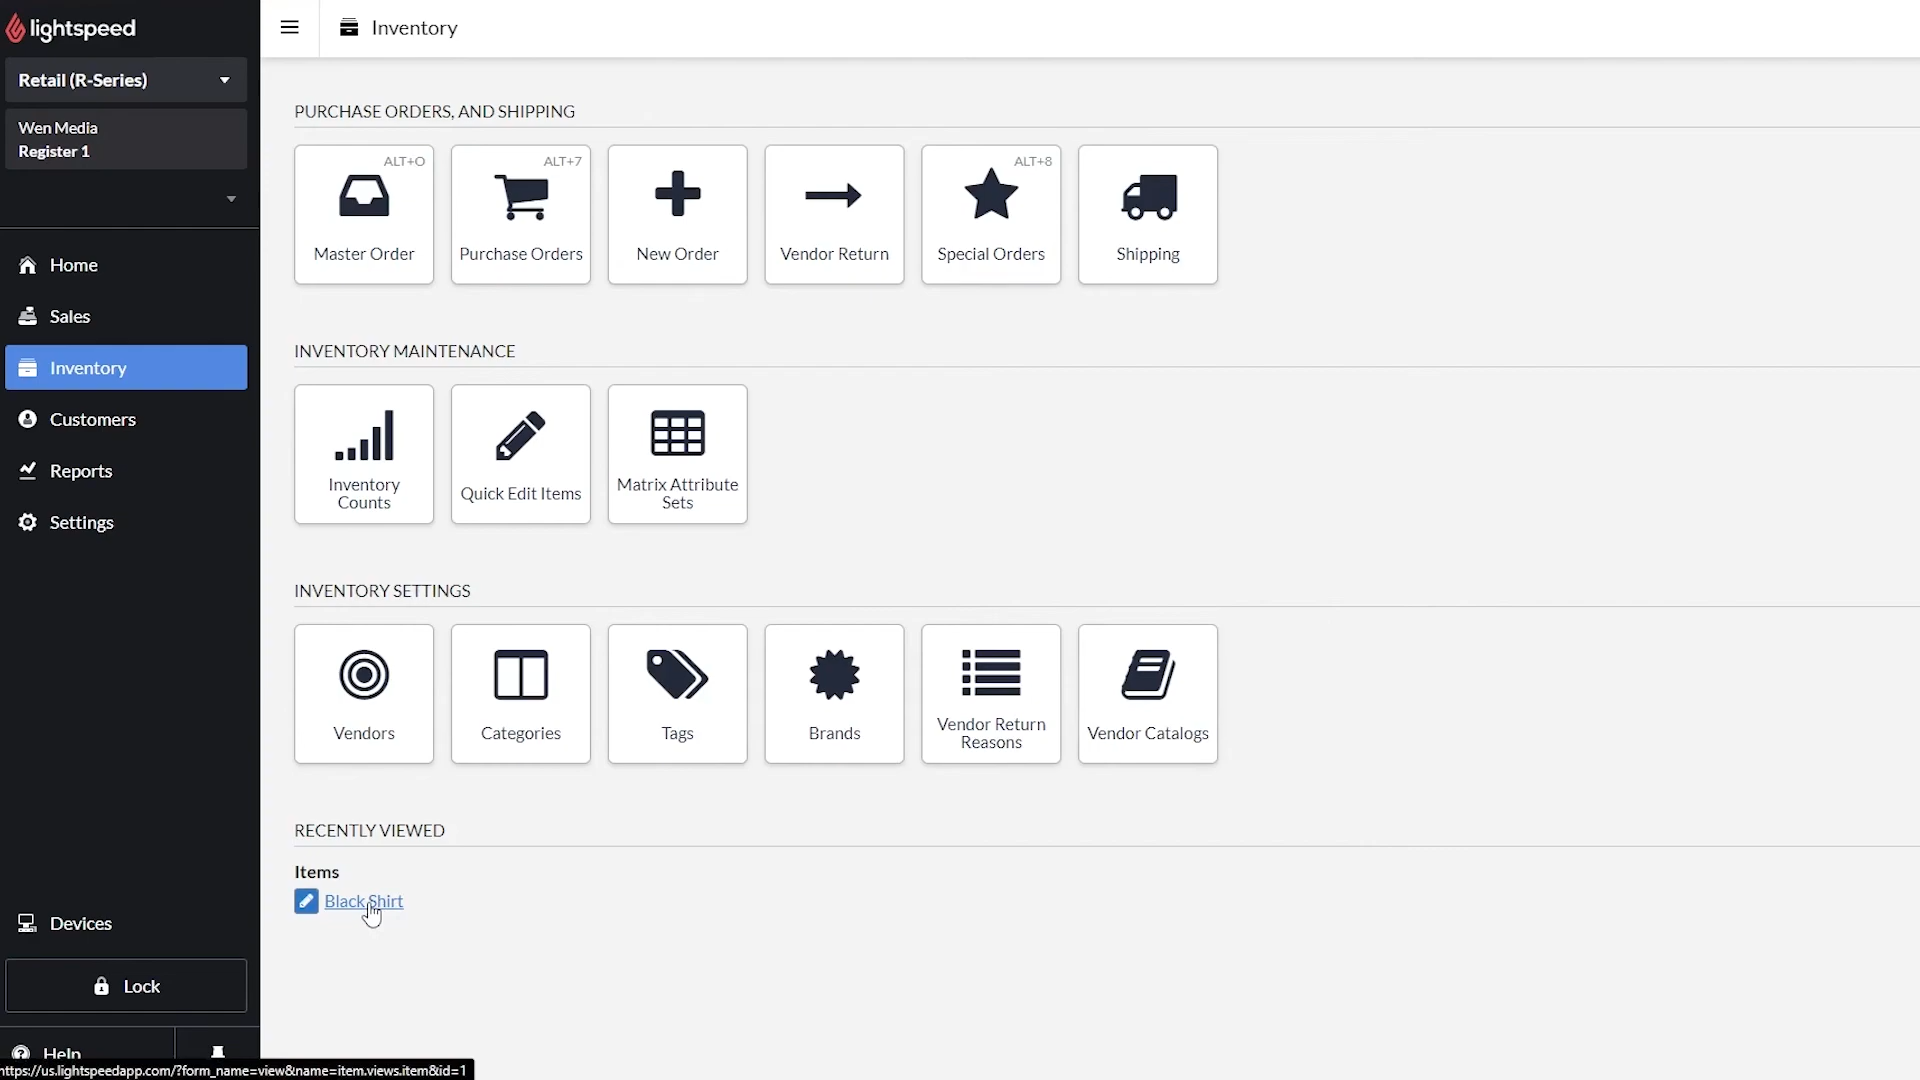 lightspeed
Retail (R-Series)
Wen Media
Register 1
Home
Sales
Inventory
Customers
Reports
Settings
Devices
Lock
Help
Inventory
PURCHASE ORDERS, AND SHIPPING
ALT+O
Master Order
ALT+7
Purchase Orders
New Order
Vendor Return
ALT+8
Special Orders
Shipping
INVENTORY MAINTENANCE
Inventory
Counts
Quick Edit Items
Matrix Attribute
Sets
INVENTORY SETTINGS
Vendors
Categories
Tags
Brands
Vendor Return
Reasons
Vendor Catalogs
RECENTLY VIEWED
Items
Black Shirt
https://us.lightspeedapp.com/?form_name=view&name=item.views.item&id=1